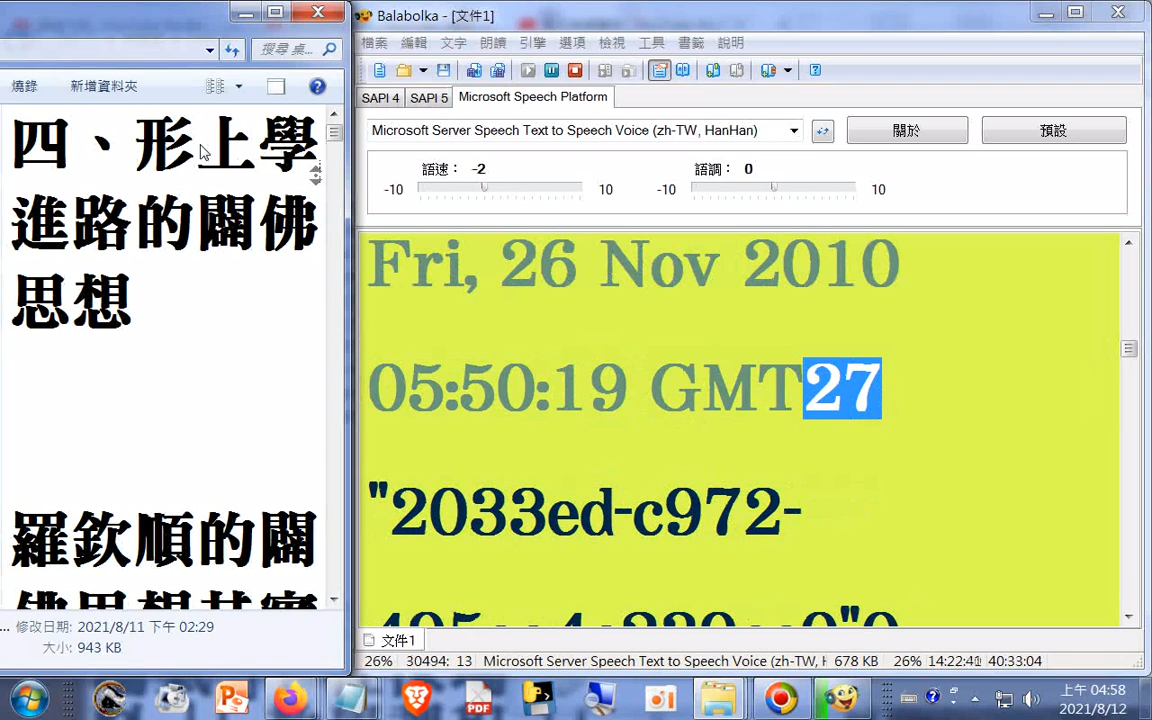 搜尋 桌...
燒錄 新增資料夾
四、形上學
進路的闢佛
思想
羅欽順的闢
佛思想其實
... 修改日期: 2021/8/11 下午 02:29
大小: 943 KB
Balabolka - [文件1]
檔案 編輯 文字 朗讀 引擎 選項 檢視 工具 書籤 說明
SAPI 4 SAPI 5 Microsoft Speech Platform
Microsoft Server Speech Text to Speech Voice (zh-TW, HanHan) 關於 預設
語速： -2 語調： 0
-10 10 -10 10
Fri, 26 Nov 2010
05:50:19 GMT27
"2033ed-c972-
文件1
26% 30494: 13 Microsoft Server Speech Text to Speech Voice (zh-TW, H 678 KB 26% 14:22:41 40:33:04
PDF
上午 04:58
2021/8/12